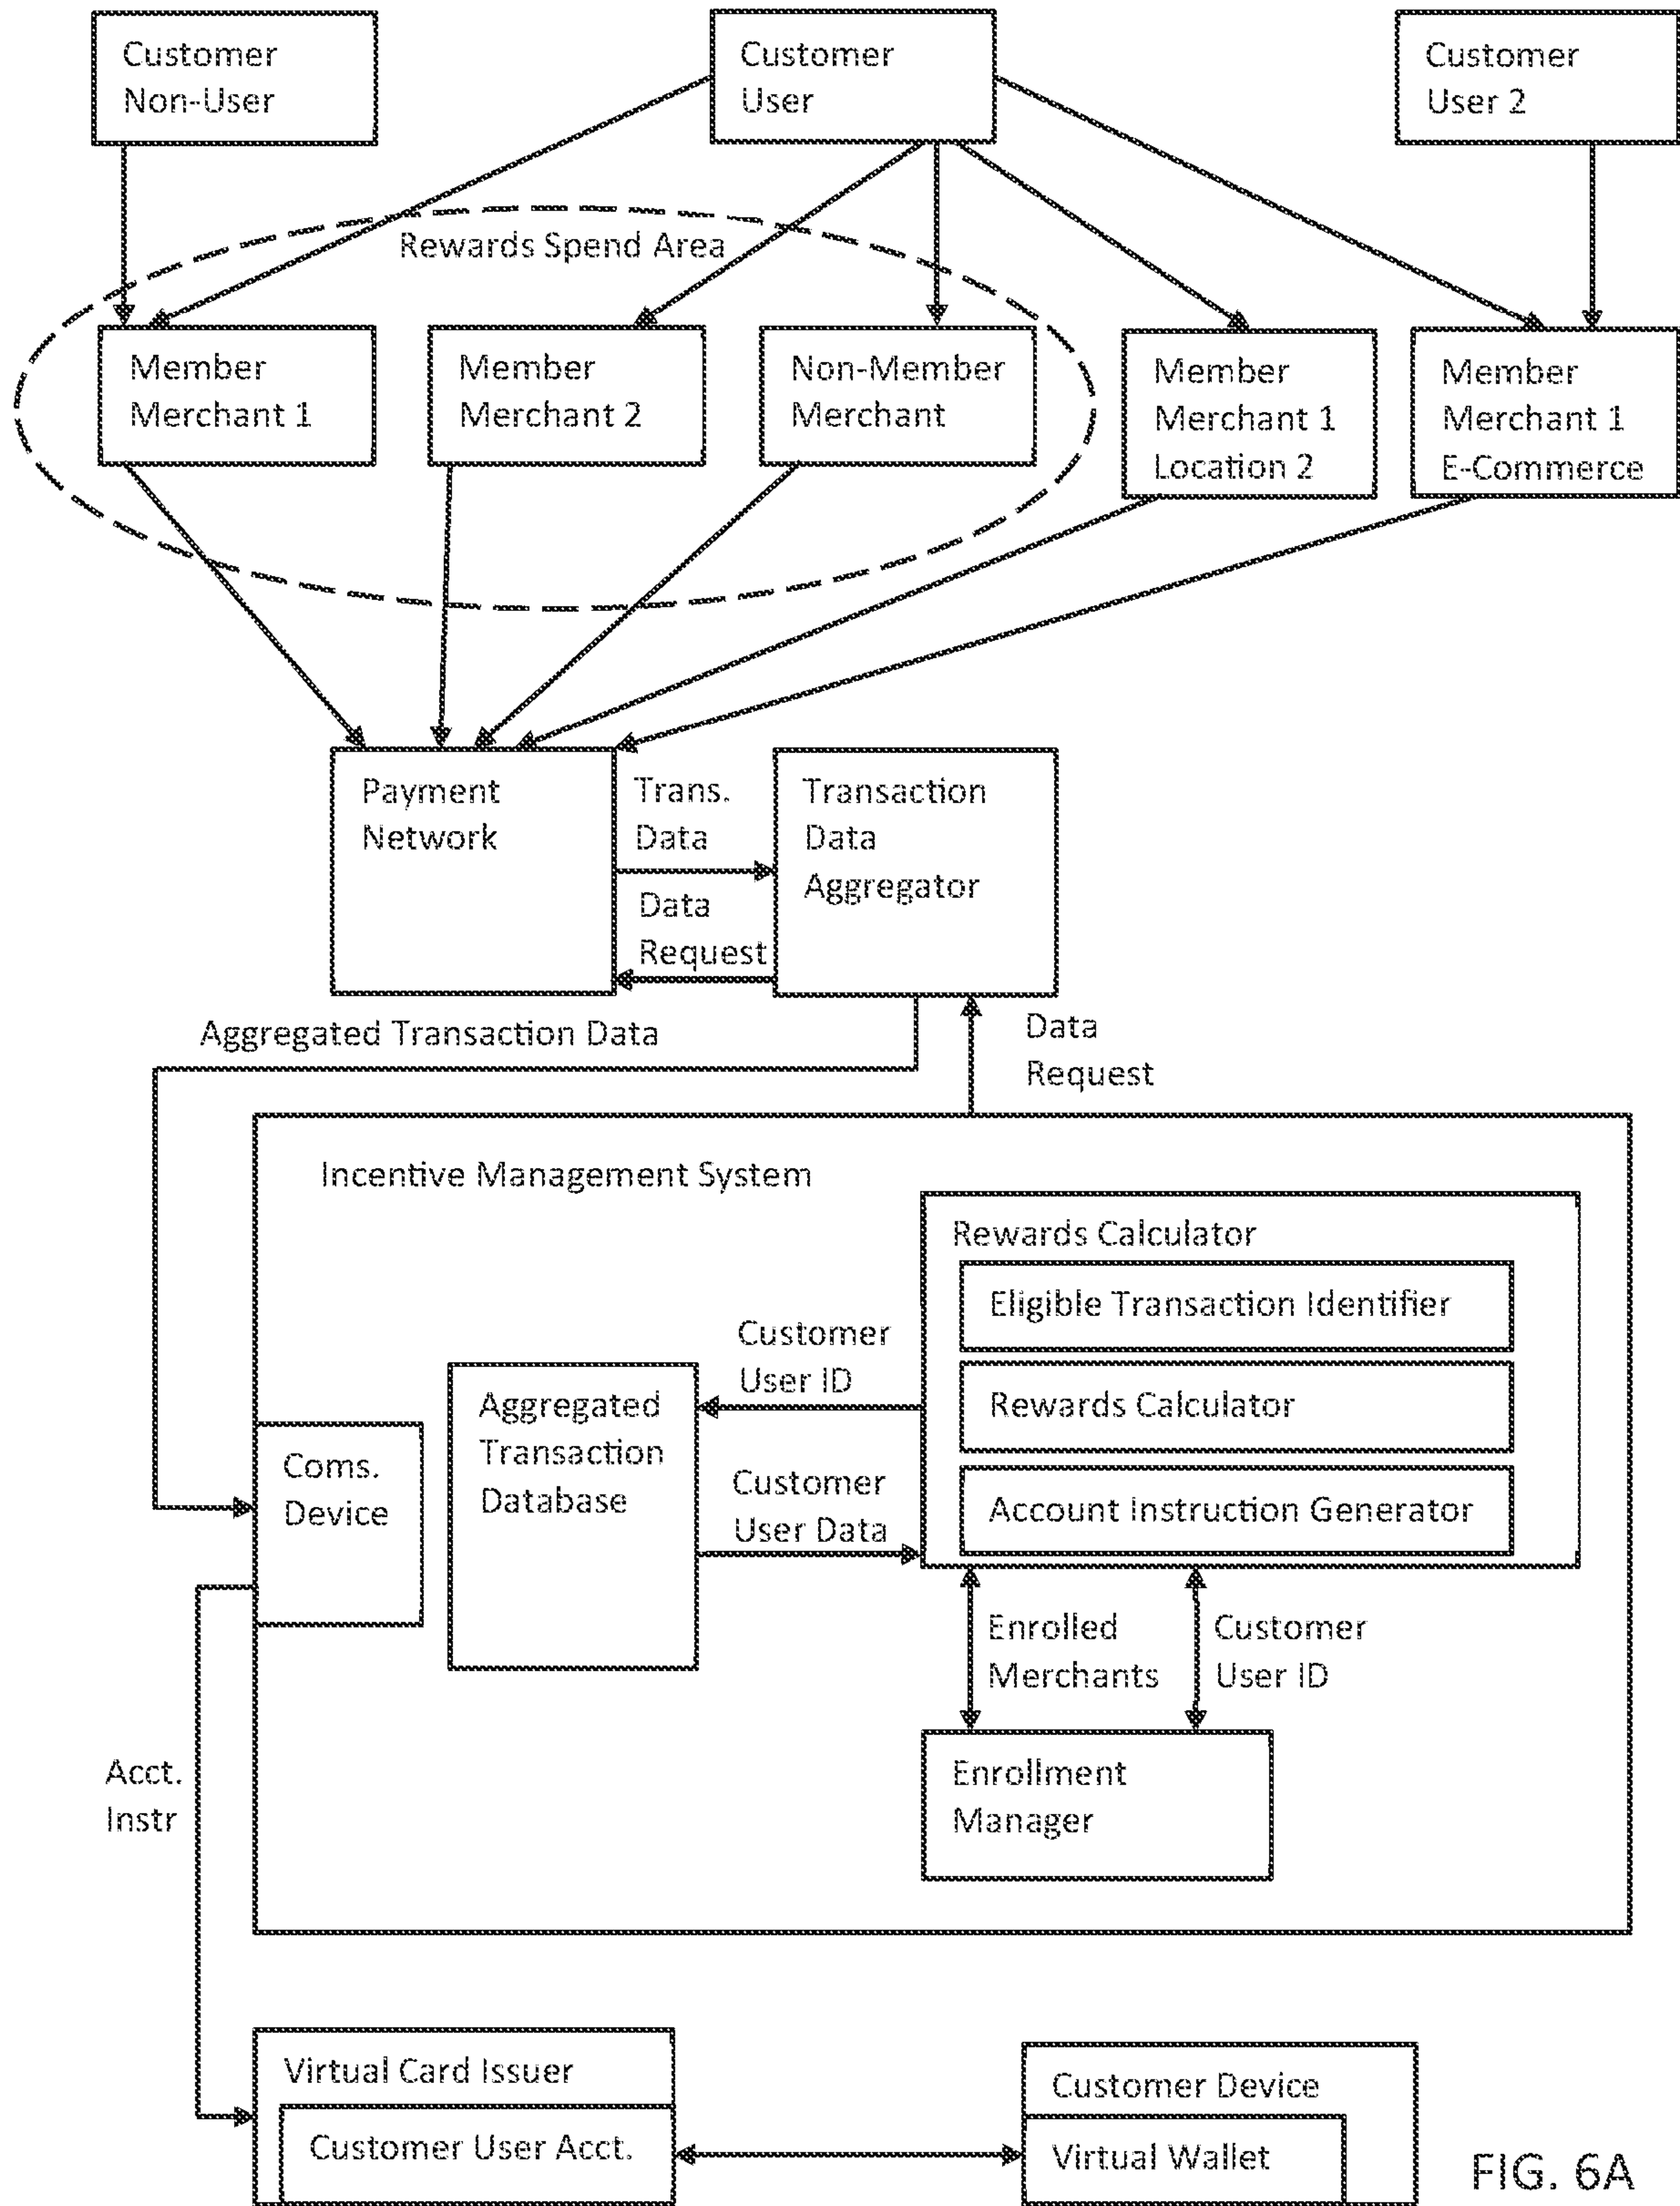 Customer
Non-User
Customer
User
Customer
User 2
Rewards Spend Area
Member
Merchant 1
Member
Merchant 2
Non-Member
Merchant
Member
Merchant 1
Location 2
Member
Merchant 1
E-Commerce
Payment
Network
Trans.
Data
Data
Request
Transaction
Data
Aggregator
Aggregated Transaction Data
Data
Request
Incentive Management System
Rewards Calculator
Eligible Transaction Identifier
Rewards Calculator
Account Instruction Generator
Customer
User ID
Aggregated
Transaction
Database
Customer
User Data
Coms.
Device
Enrolled
Merchants
Customer
User ID
Enrollment
Manager
Acct.
Instr
Virtual Card Issuer
Customer User Acct.
Customer Device
Virtual Wallet
FIG. 6A